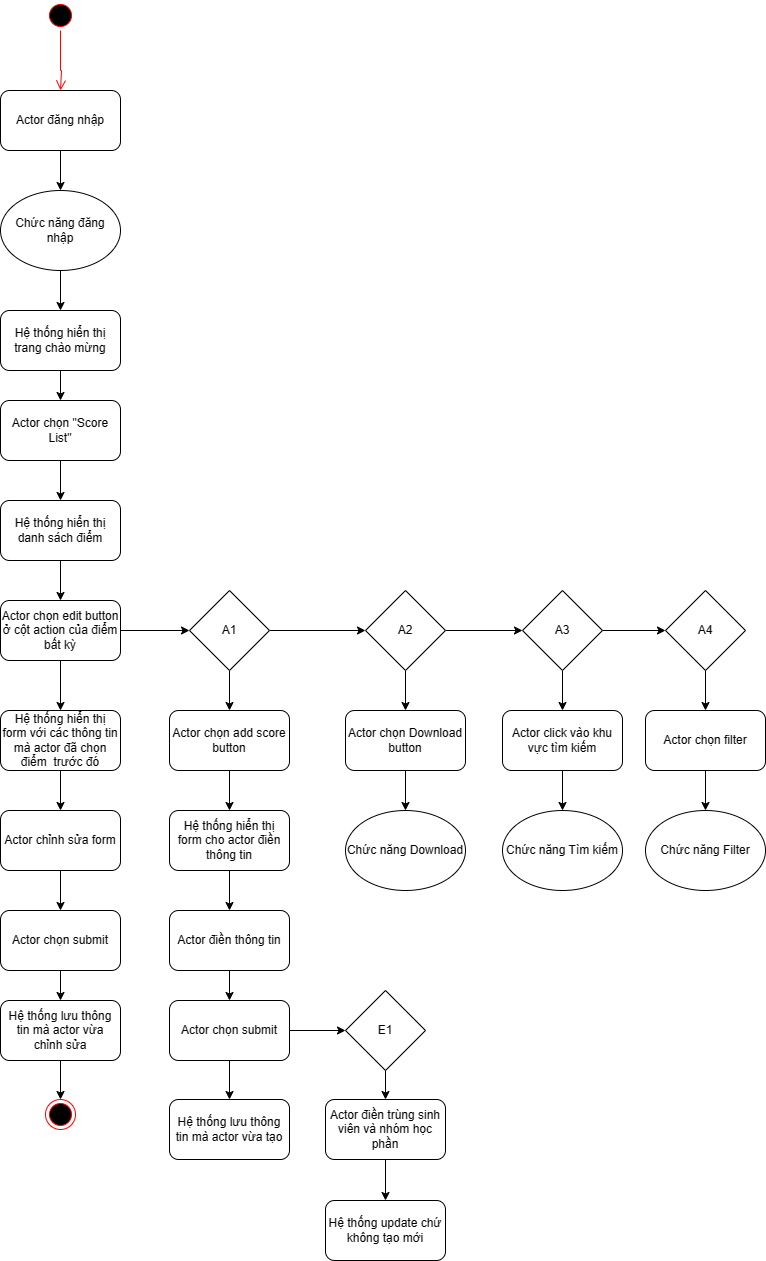 Actor đăng nhập
Chức năng đăng
nhập
Hệ thống hiển thị
trang chào mừng
Actor chọn "Score
List"
Hệ thống hiển thị
danh sách điểm
Actor chọn edit button
ở cột action của điểm
bất kỳ
A1
A2
A3
A4
Hệ thống hiển thị
form với các thông tin
mà actor đã chọn
điểm  trước đó
Actor chọn add score
button
Actor chọn Download
button
Actor click vào khu
vực tìm kiếm
Actor chọn filter
Actor chỉnh sửa form
Hệ thống hiển thị
form cho actor điền
thông tin
Chức năng Download
Chức năng Tìm kiếm
Chức năng Filter
Actor chọn submit
Actor điền thông tin
Hệ thống lưu thông
tin mà actor vừa
chỉnh sửa
Actor chọn submit
E1
Hệ thống lưu thông
tin mà actor vừa tạo
Actor điền trùng sinh
viên và nhóm học
phần
Hệ thống update chứ
không tạo mới